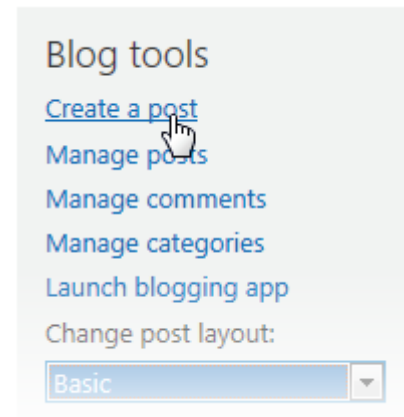 Blog tools
Create a post
Manage posts
Manage comments
Manage categories
Launch blogging app
Change post layout:
Basic